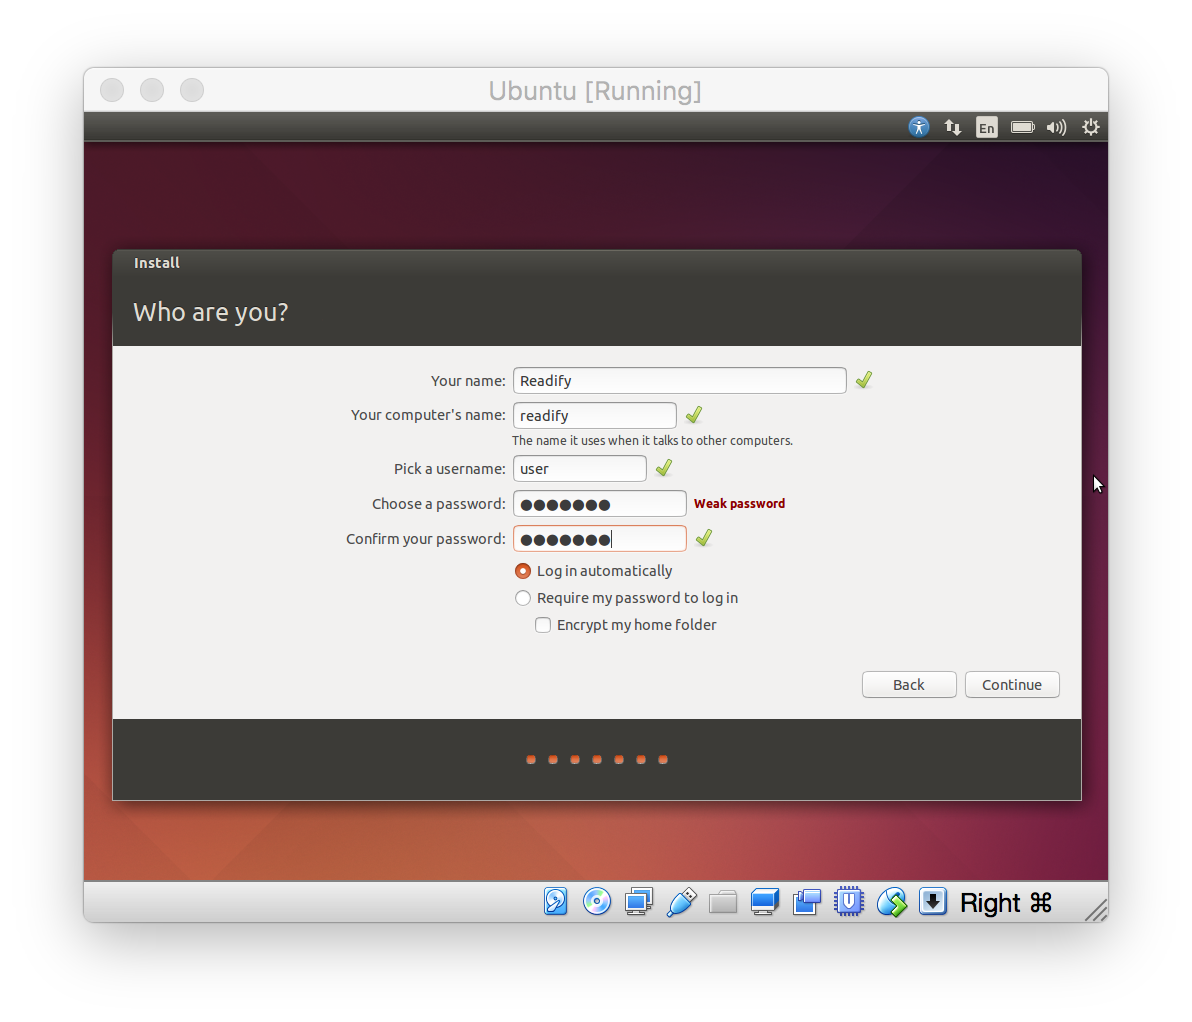 Ubuntu [Running]
En
Install
Who are you?
Your name: Readify
Your computer's name: readify
The name it uses when it talks to other computers.
Pick a username: user
Choose a password: ●●●●●●● Weak password
Confirm your password: ●●●●●●●
Log in automatically
Require my password to log in
Encrypt my home folder
Back Continue
Right ⌘